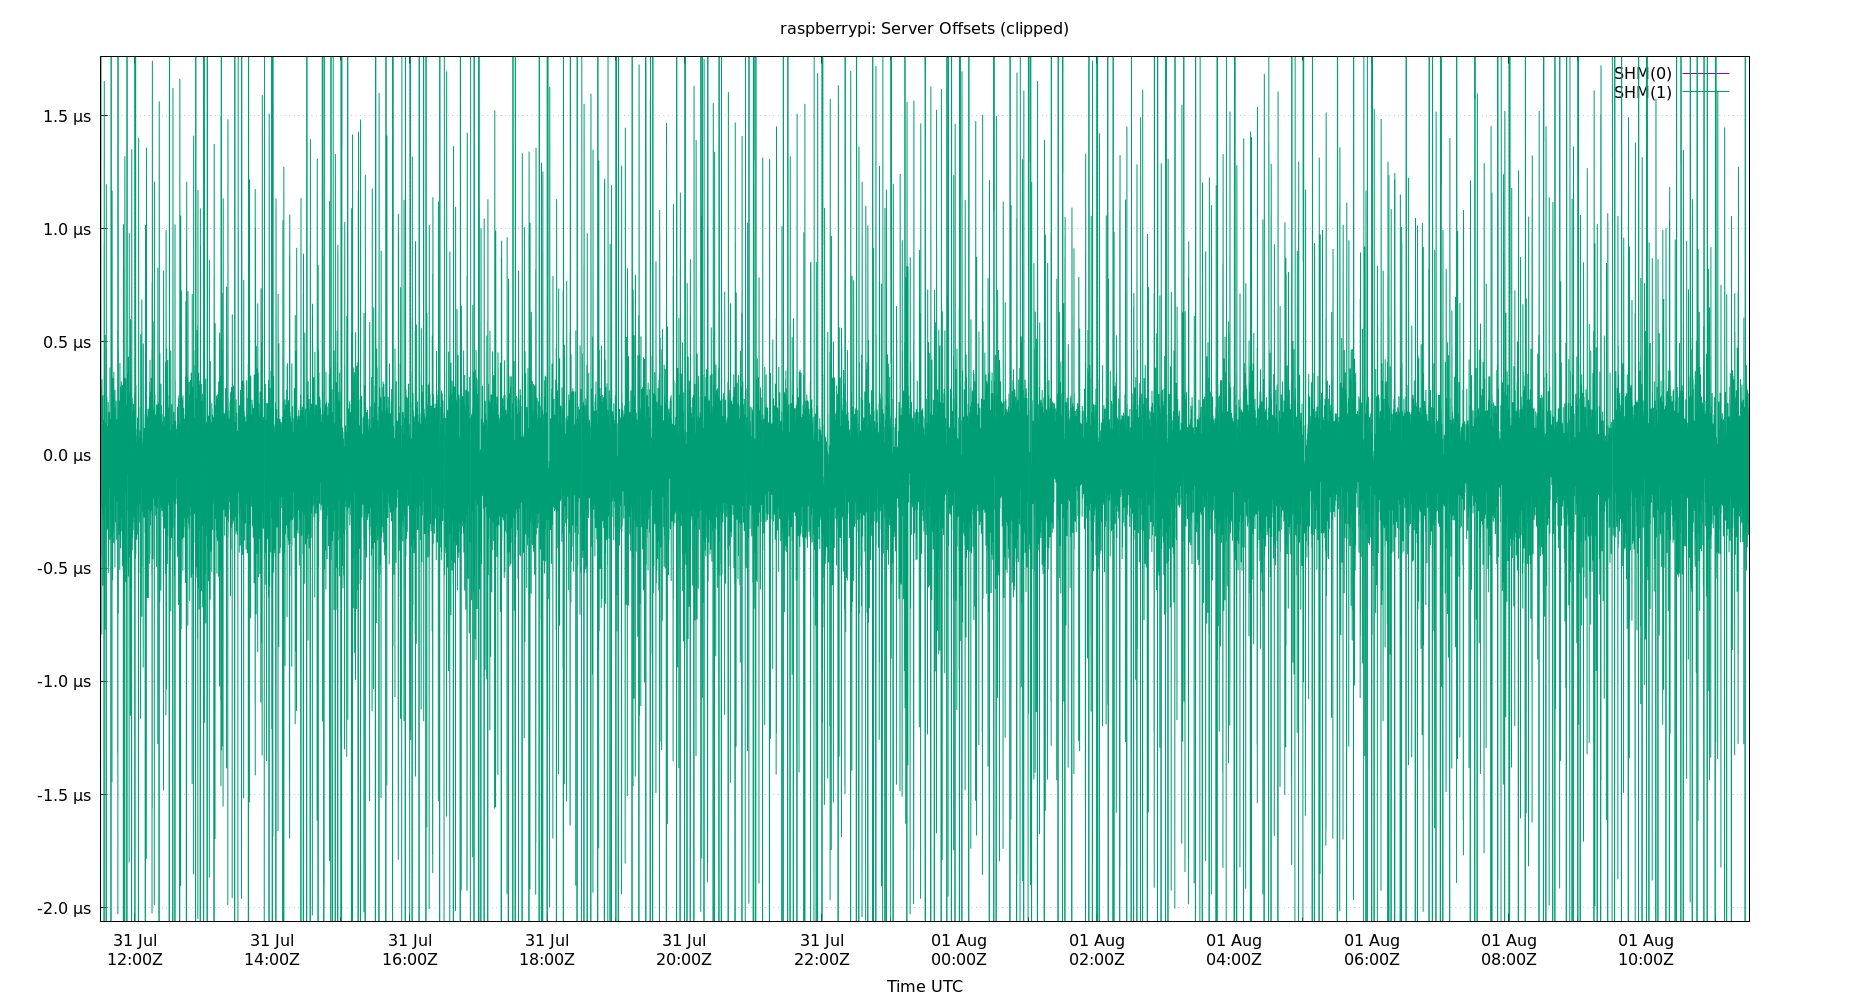 raspberrypi: Server Offsets (clipped)
SHM(0)
SHM(1)
1.5 µs
1.0 µs
0.5 µs
0.0 µs
-0.5 µs
-1.0 µs
-1.5 µs
-2.0 µs
31 Jul 31 Jul 31 Jul 31 Jul 31 Jul 31 Jul 01 Aug 01 Aug 01 Aug 01 Aug 01 Aug 01 Aug
12:00Z 14:00Z 16:00Z 18:00Z 20:00Z 22:00Z 00:00Z 02:00Z 04:00Z 06:00Z 08:00Z 10:00Z
Time UTC